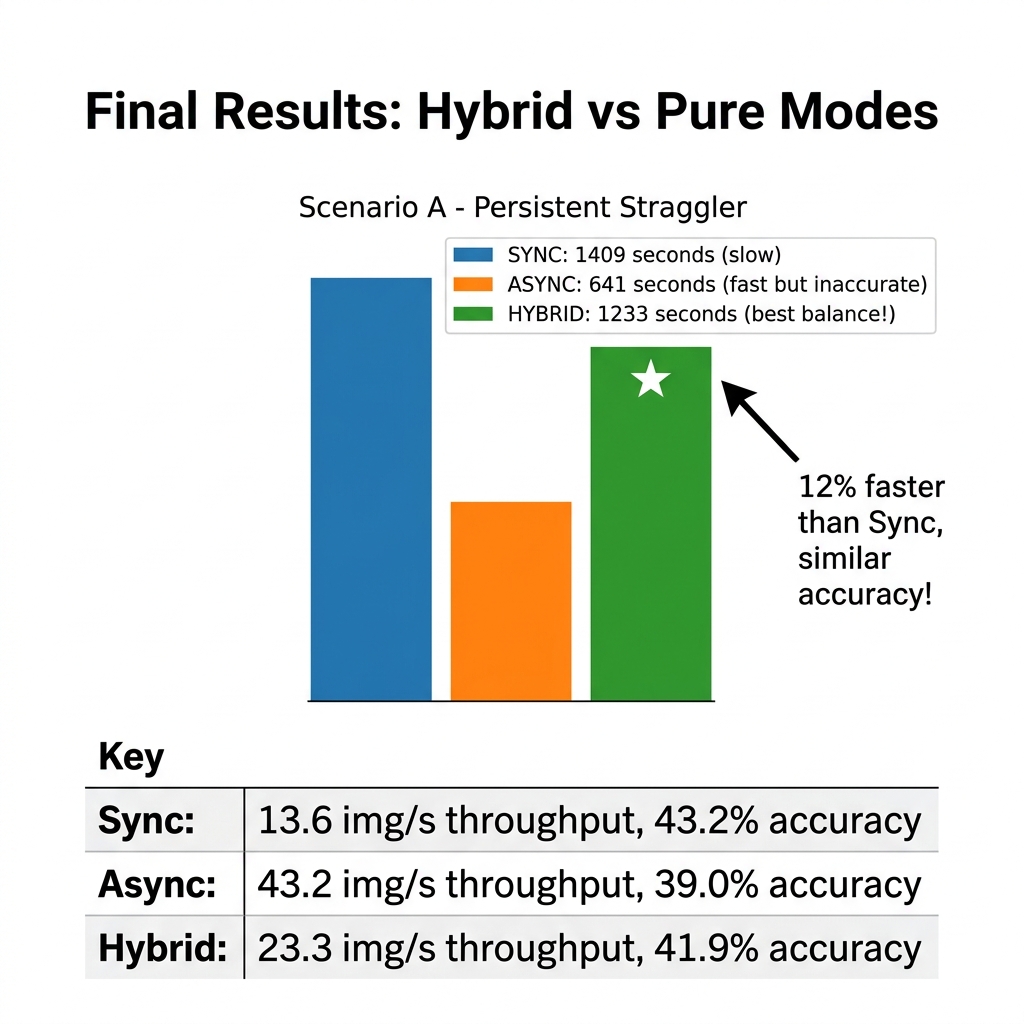 Final Results: Hybrid vs Pure Modes
Scenario A - Persistent Straggler
SYNC: 1409 seconds (slow)
ASYNC: 641 seconds (fast but inaccurate)
HYBRID: 1233 seconds (best balance!)
12% faster
than Sync,
similar
accuracy!
Key
Sync: 13.6 img/s throughput, 43.2% accuracy
Async: 43.2 img/s throughput, 39.0% accuracy
Hybrid: 23.3 img/s throughput, 41.9% accuracy